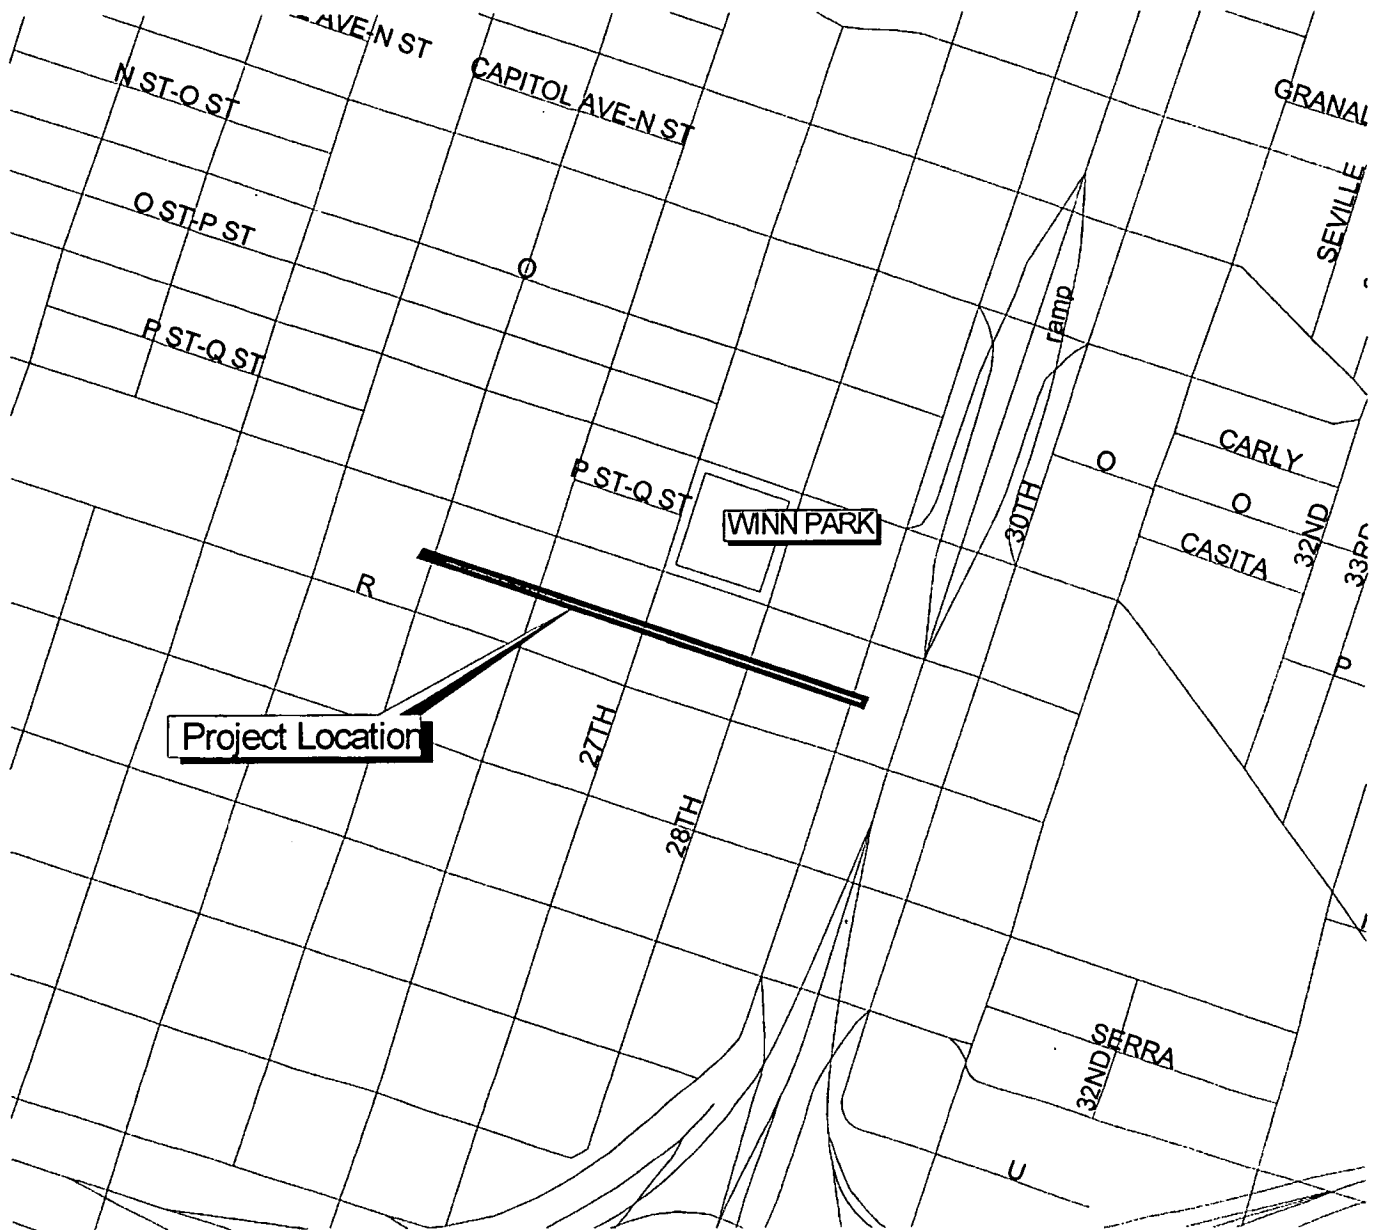 AVE-N ST
CAPITOL AVE-N ST
N ST-O ST
GRANAL
SEVILLE
O ST-P ST
O
ramp
P ST-Q ST
CARLY
O
P ST-Q ST
O
30TH
WINN PARK
32ND
33RD
CASITA
R
P
Project Location
27TH
28TH
SERRA
32ND
U